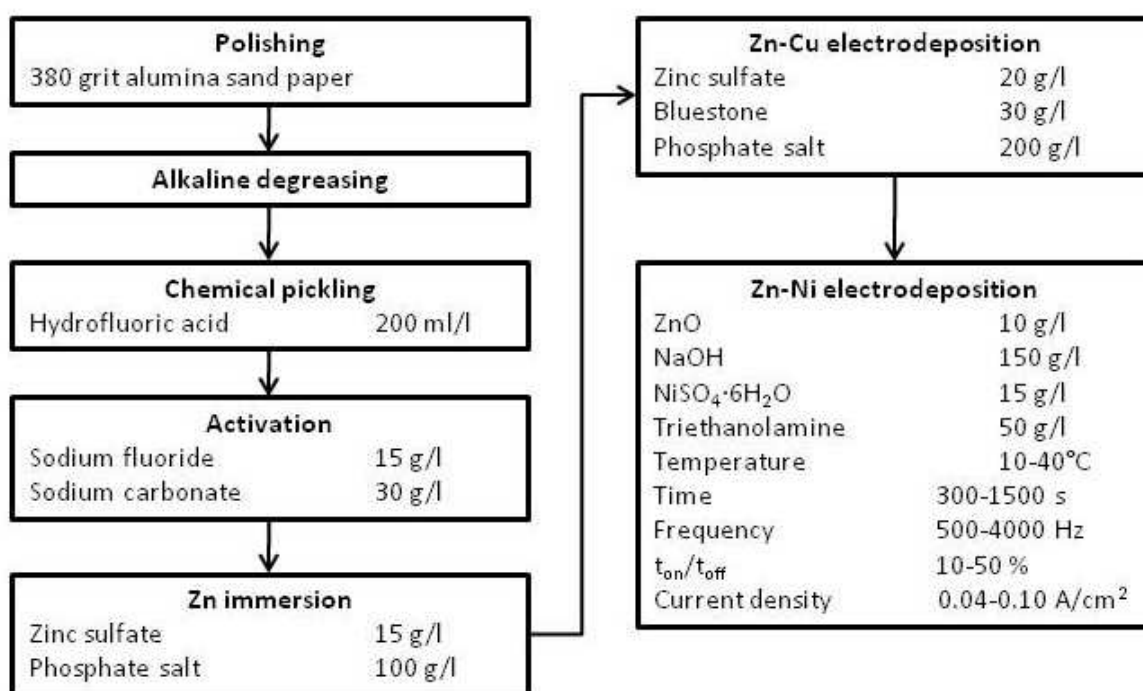 Polishing
380 grit alumina sand paper
Alkaline degreasing
Chemical pickling
Hydrofluoric acid 200 ml/l
Activation
Sodium fluoride 15 g/l
Sodium carbonate 30 g/l
Zn immersion
Zinc sulfate 15 g/l
Phosphate salt 100 g/l
Zn-Cu electrodeposition
Zinc sulfate 20 g/l
Bluestone 30 g/l
Phosphate salt 200 g/l
Zn-Ni electrodeposition
ZnO 10 g/l
NaOH 150 g/l
NiSO₄·6H₂O 15 g/l
Triethanolamine 50 g/l
Temperature 10-40°C
Time 300-1500 s
Frequency 500-4000 Hz
tₒₙ/tₒff 10-50 %
Current density 0.04-0.10 A/cm²